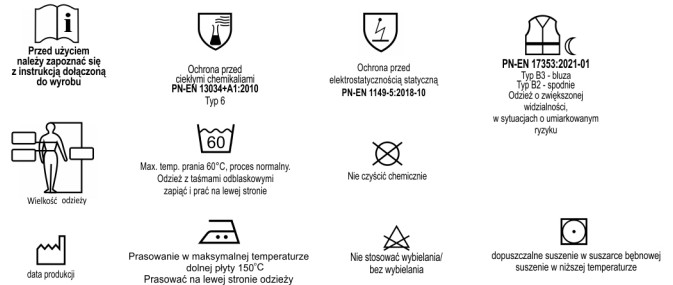 Przed użyciem
należy zapoznać się
z instrukcją dołączoną
do wyrobu
Ochrona przed
ciekłymi chemikaliami
PN-EN 13034+A1:2010
Typ 6
Ochrona przed
elektrostatycznością statyczną
PN-EN 1149-5:2018-10
PN-EN 17353:2021-01
Typ B3 - bluza
Typ B2 - spodnie
Odzież o zwiększonej
widzialności,
w sytuacjach o umiarkowanym
ryzyku
Wielkość odzieży
60
Max. temp. prania 60°C, proces normalny.
Odzież z taśmami odblaskowymi
zapiąć i prać na lewej stronie
Nie czyścić chemicznie
data produkcji
Prasowanie w maksymalnej temperaturze
dolnej płyty 150°C
Prasować na lewej stronie odzieży
Nie stosować wybielania/
bez wybielania
dopuszczalne suszenie w suszarce bębnowej
suszenie w niższej temperaturze